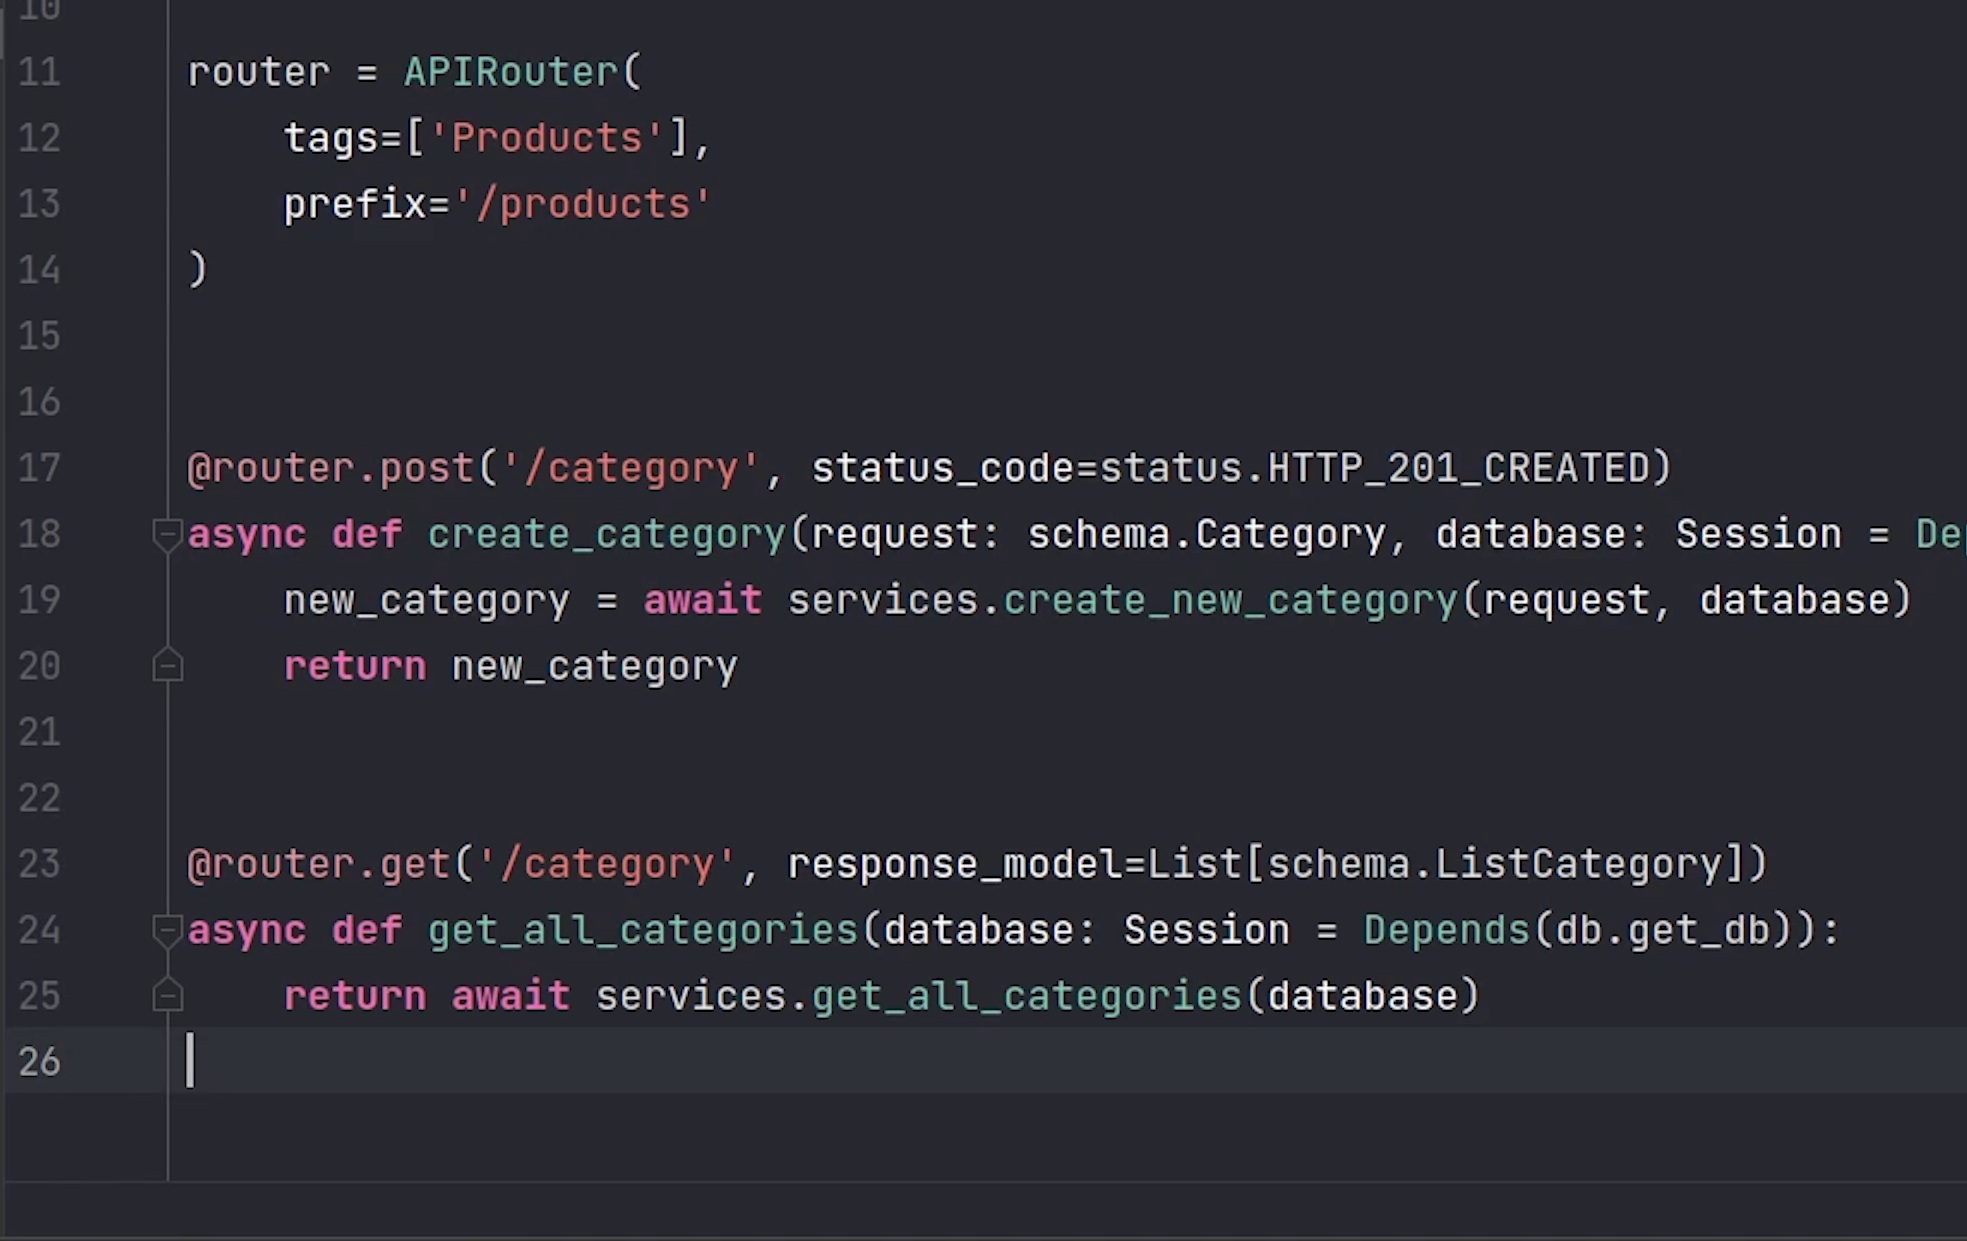 10
11 router = APIRouter(
12     tags=['Products'],
13     prefix='/products'
14 )
15
16
17 @router.post('/category', status_code=status.HTTP_201_CREATED)
18 async def create_category(request: schema.Category, database: Session = De
19     new_category = await services.create_new_category(request, database)
20     return new_category
21
22
23 @router.get('/category', response_model=List[schema.ListCategory])
24 async def get_all_categories(database: Session = Depends(db.get_db)):
25     return await services.get_all_categories(database)
26